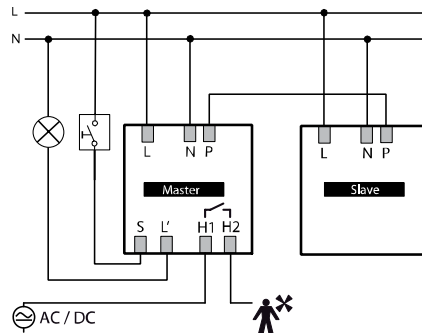 L
N
L N P
L N P
Master
Slave
S L' H1 H2
AC / DC